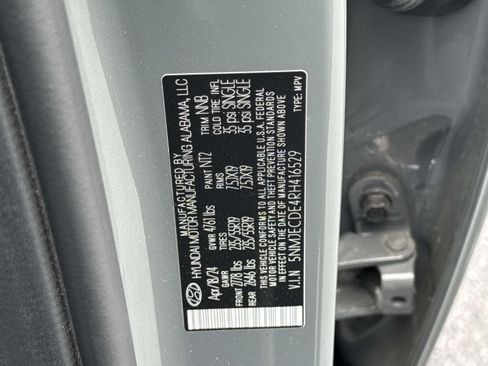 MANUFACTURED BY
HYUNDAI MOTOR MANUFACTURING ALABAMA, LLC
Apr/18/24 GVWR 4761 lbs PAINT NT2 TRIM NNB
GAWR TIRES RIMS COLD TIRE INFL
FRONT 2778 lbs 235/55R19 7.5JX19 35 psi SINGLE
REAR 2646 lbs 235/55R19 7.5JX19 35 psi SINGLE
THIS VEHICLE CONFORMS TO ALL APPLICABLE U.S.A. FEDERAL
MOTOR VEHICLE SAFETY AND THEFT PREVENTION STANDARDS
IN EFFECT ON THE DATE OF MANUFACTURE SHOWN ABOVE
V.I.N 5NMJECDE4RH416529 TYPE: MPV